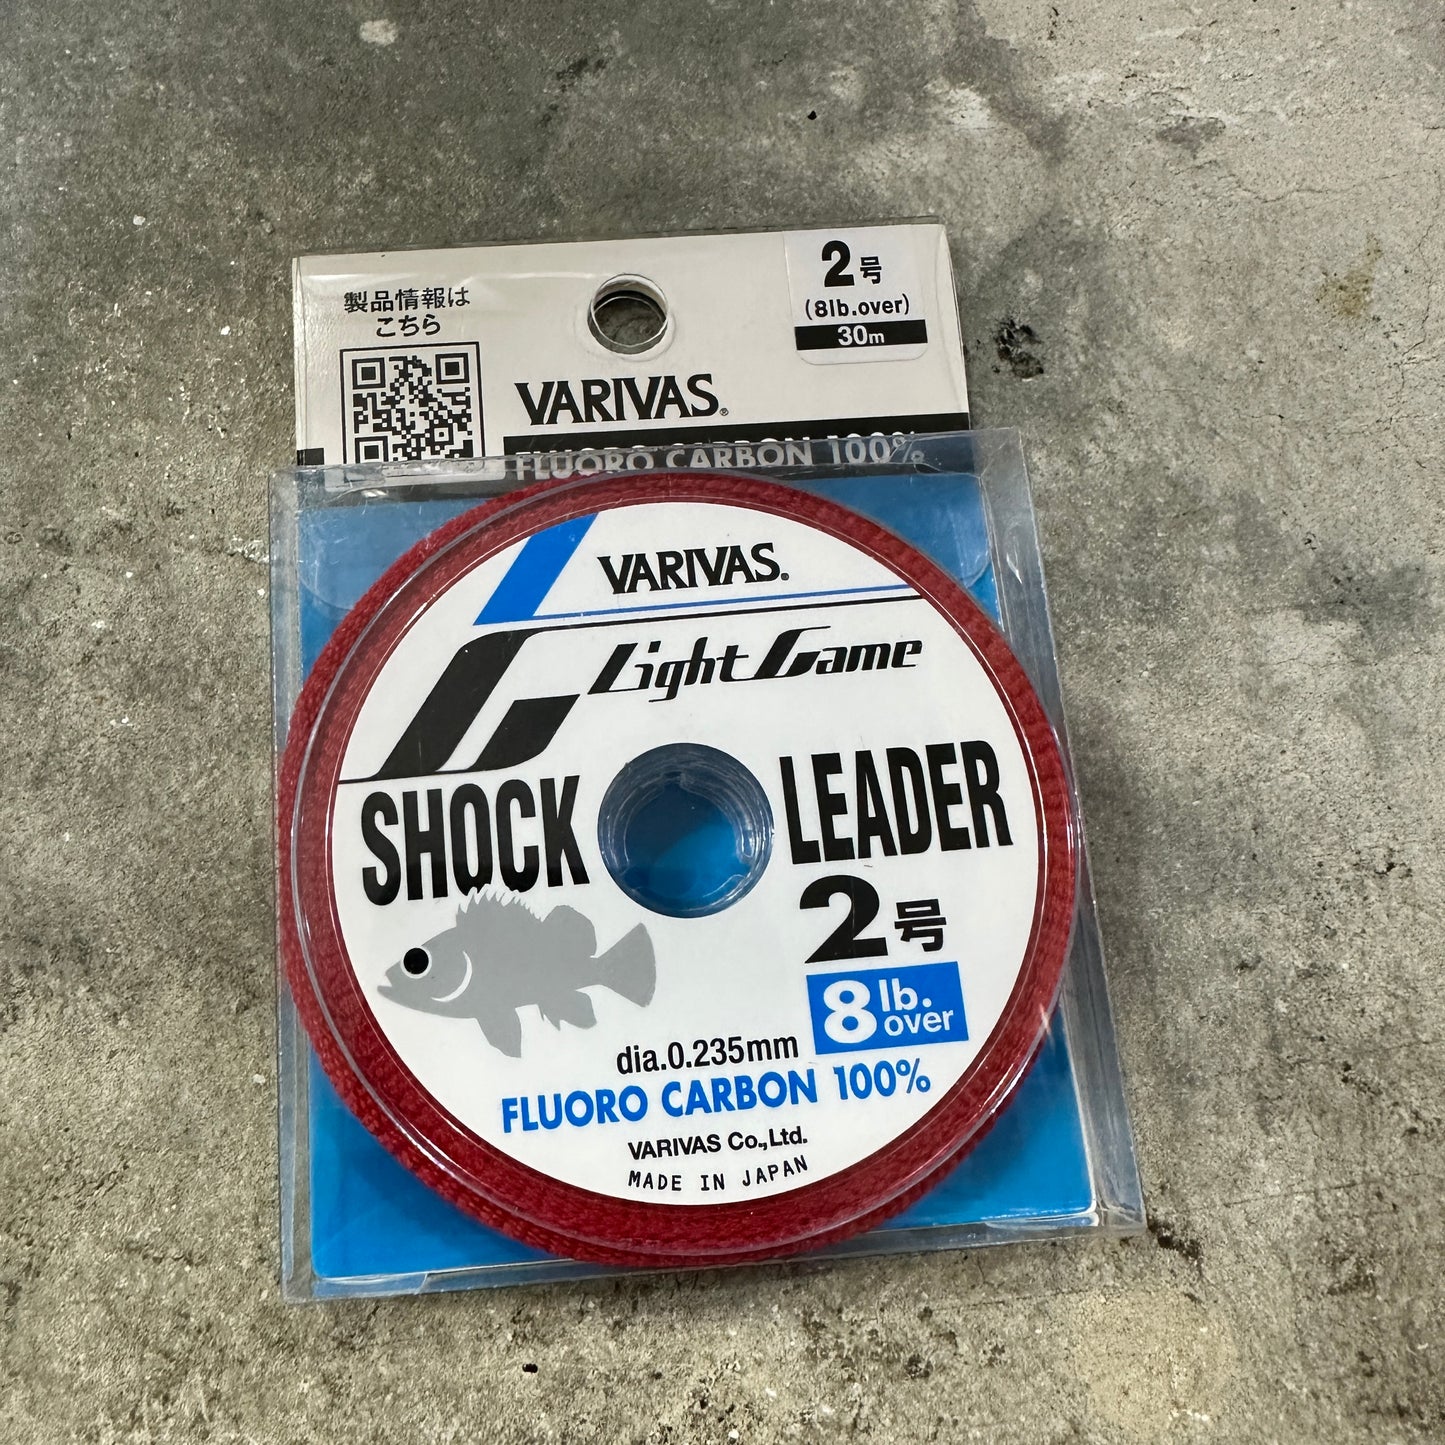 製品情報は
こちら
2号
(8lb.over)
30m
VARIVAS®
FLUORO CARBON 100%
VARIVAS®
Light Game
SHOCK LEADER
2号
8lb.over
dia.0.235mm
FLUORO CARBON 100%
VARIVAS Co.,Ltd.
MADE IN JAPAN